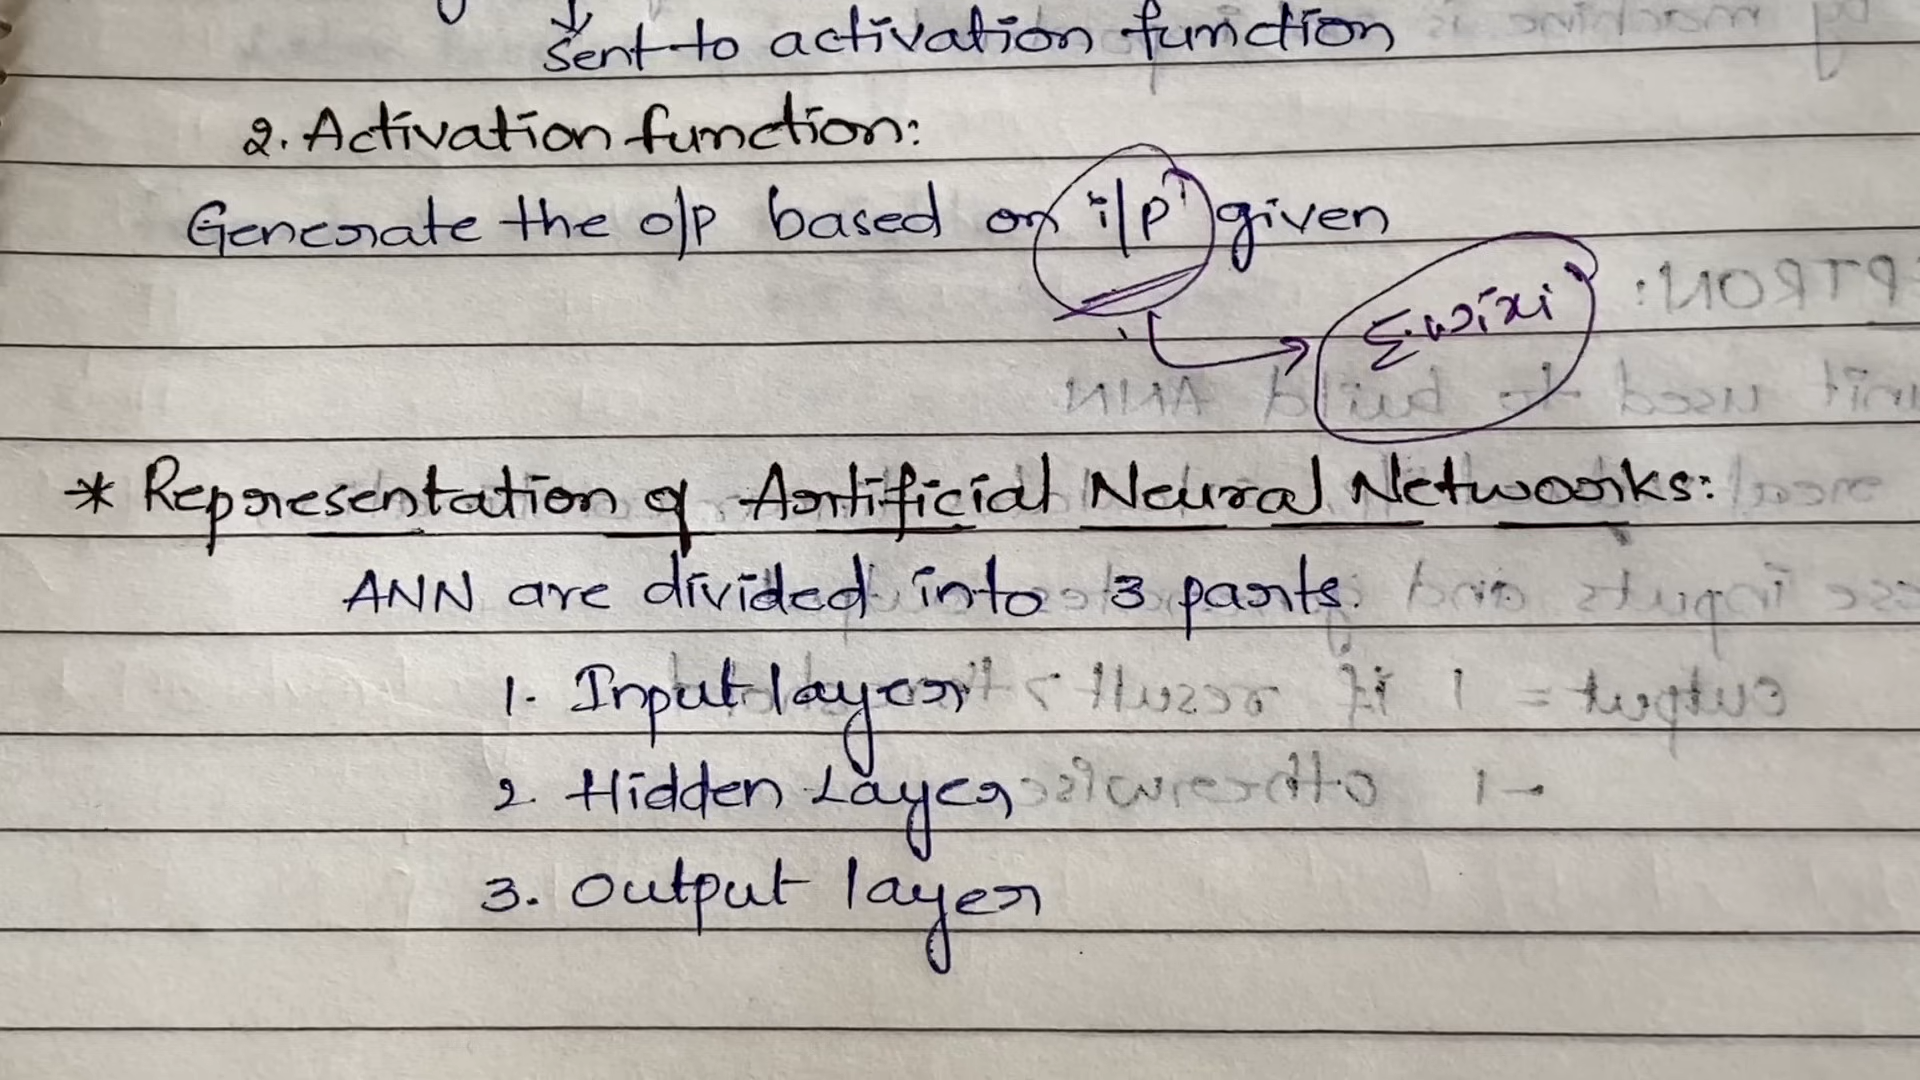 ↓
sent to activation function
2. Activation function:
Generate the o/p based on i/p given
Σwixi
* Representation of Artificial Neural Networks:
ANN are divided into 3 parts.
1. Input layer
2. Hidden Layer
3. Output layer